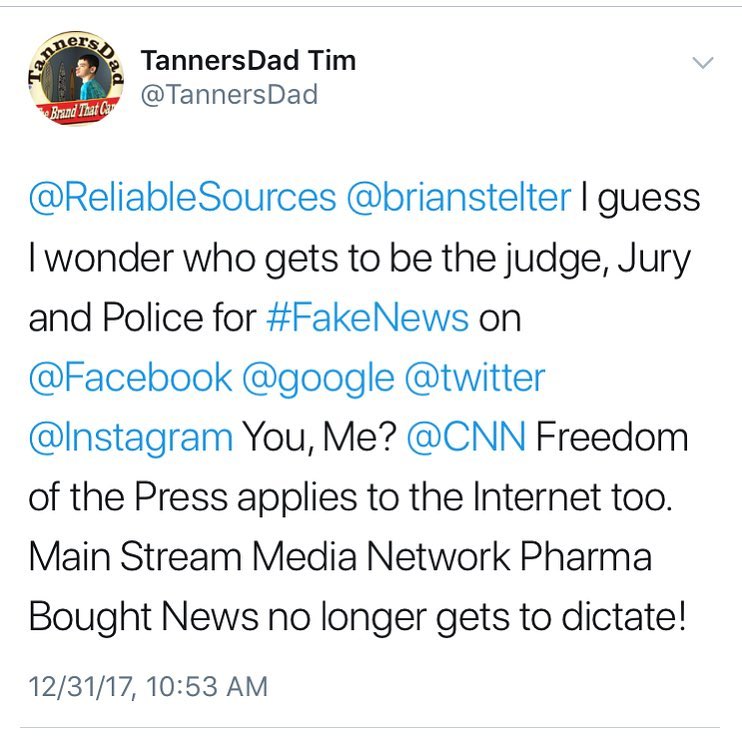 TannersDad
Brand That Ca
TannersDad Tim
@TannersDad
@ReliableSources @brianstelter I guess
I wonder who gets to be the judge, Jury
and Police for #FakeNews on
@Facebook @google @twitter
@Instagram You, Me? @CNN Freedom
of the Press applies to the Internet too.
Main Stream Media Network Pharma
Bought News no longer gets to dictate!
12/31/17, 10:53 AM